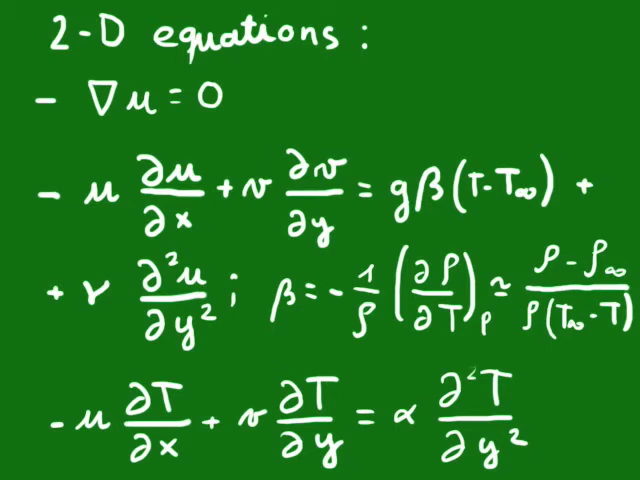 2-D equations :
- ∇u = 0
- u ∂u/∂x + v ∂v/∂y = gβ(T-T∞) +
+ γ ∂²u/∂y² ; β = - 1/ρ (∂ρ/∂T)ₚ ≃ ρ - ρ∞/ρ(T∞ - T)
- u ∂T/∂x + v ∂T/∂y = α ∂²T/∂y²